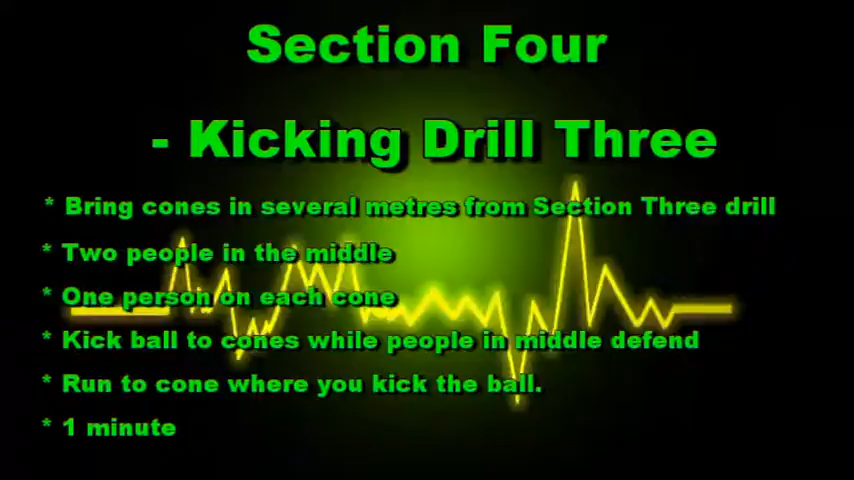 Section Four
- Kicking Drill Three
* Bring cones in several metres from Section Three drill
* Two people in the middle
* One person on each cone
* Kick ball to cones while people in middle defend
* Run to cone where you kick the ball.
* 1 minute